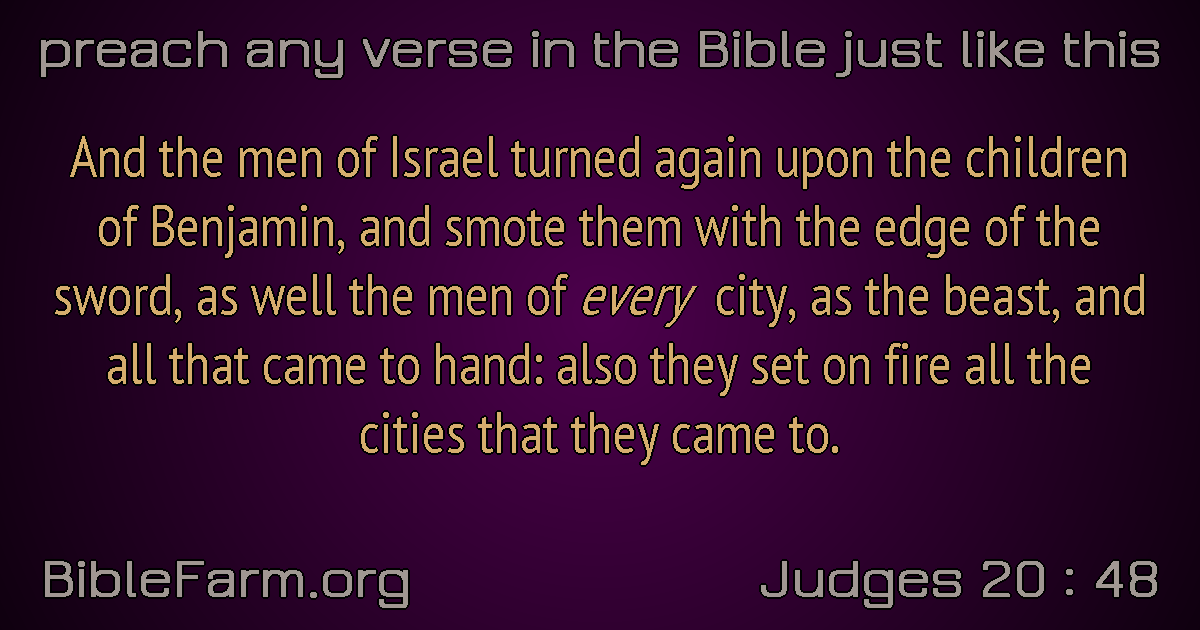 preach any verse in the Bible just like this
And the men of Israel turned again upon the children
of Benjamin, and smote them with the edge of the
sword, as well the men of every city, as the beast, and
all that came to hand: also they set on fire all the
cities that they came to.
BibleFarm.org
Judges 20 : 48